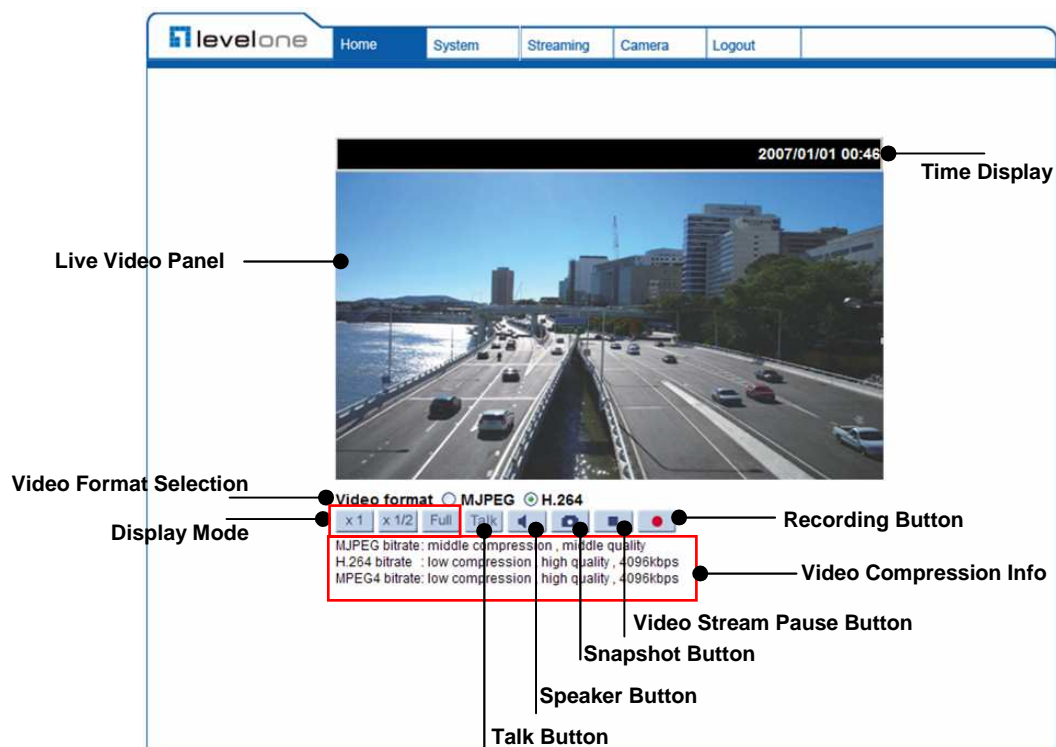 levelone
Home System Streaming Camera Logout
2007/01/01 00:46
Time Display
Live Video Panel
Video Format Selection
Video format MJPEG H.264
Display Mode
x 1 x 1/2 Full Talk
Recording Button
MJPEG bitrate: middle compression , middle quality
H.264 bitrate : low compression , high quality , 4096kbps
MPEG4 bitrate: low compression , high quality , 4096kbps
Video Compression Info
Video Stream Pause Button
Snapshot Button
Speaker Button
Talk Button